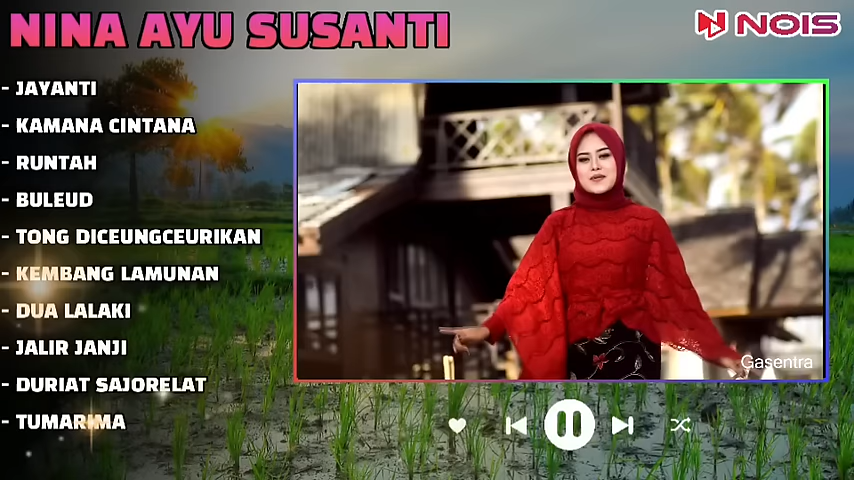 NINA AYU SUSANTI
NOIS
- JAYANTI
- KAMANA CINTANA
- RUNTAH
- BULEUD
- TONG DICEUNGCEURIKAN
- KEMBANG LAMUNAN
- DUA LALAKI
- JALIR JANJI
- DURIAT SAJORELAT
- TUMARIMA
Gasentra